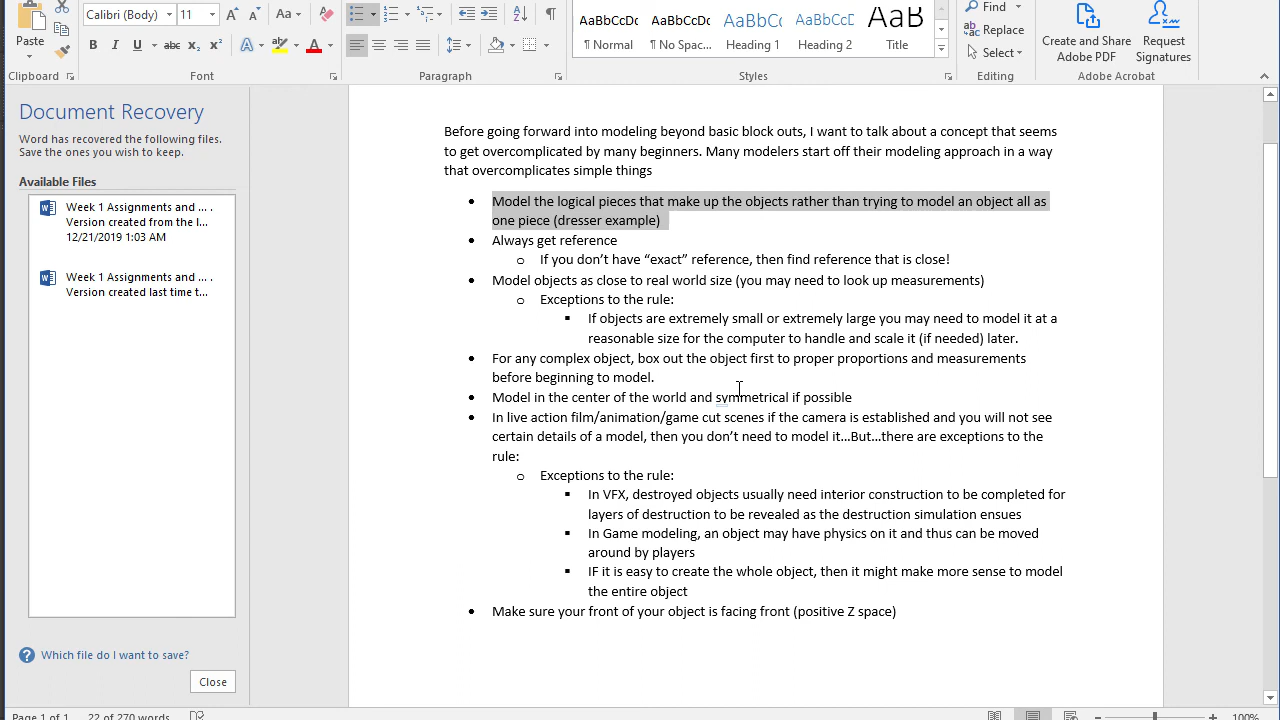 Calibri (Body) 11 Aa
Find
Replace
Select
Paste
B I U abc x₂ x² A A
AaBbCcDc AaBbCcDc AaBbCc AaBbCcE AaB
¶ Normal ¶ No Spac... Heading 1 Heading 2 Title
Create and Share
Adobe PDF
Request
Signatures
Clipboard Font Paragraph Styles Editing Adobe Acrobat
Document Recovery
Word has recovered the following files.
Save the ones you wish to keep.
Available Files
Week 1 Assignments and ... .
Version created from the l...
12/21/2019 1:03 AM
Week 1 Assignments and ... .
Version created last time t...
Which file do I want to save?
Close
Before going forward into modeling beyond basic block outs, I want to talk about a concept that seems
to get overcomplicated by many beginners. Many modelers start off their modeling approach in a way
that overcomplicates simple things
• Model the logical pieces that make up the objects rather than trying to model an object all as
one piece (dresser example)
• Always get reference
o If you don’t have “exact” reference, then find reference that is close!
• Model objects as close to real world size (you may need to look up measurements)
o Exceptions to the rule:
▪ If objects are extremely small or extremely large you may need to model it at a
reasonable size for the computer to handle and scale it (if needed) later.
• For any complex object, box out the object first to proper proportions and measurements
before beginning to model.
• Model in the center of the world and symmetrical if possible
• In live action film/animation/game cut scenes if the camera is established and you will not see
certain details of a model, then you don’t need to model it…But…there are exceptions to the
rule:
o Exceptions to the rule:
▪ In VFX, destroyed objects usually need interior construction to be completed for
layers of destruction to be revealed as the destruction simulation ensues
▪ In Game modeling, an object may have physics on it and thus can be moved
around by players
▪ IF it is easy to create the whole object, then it might make more sense to model
the entire object
• Make sure your front of your object is facing front (positive Z space)
Page 1 of 1 22 of 270 words 100%